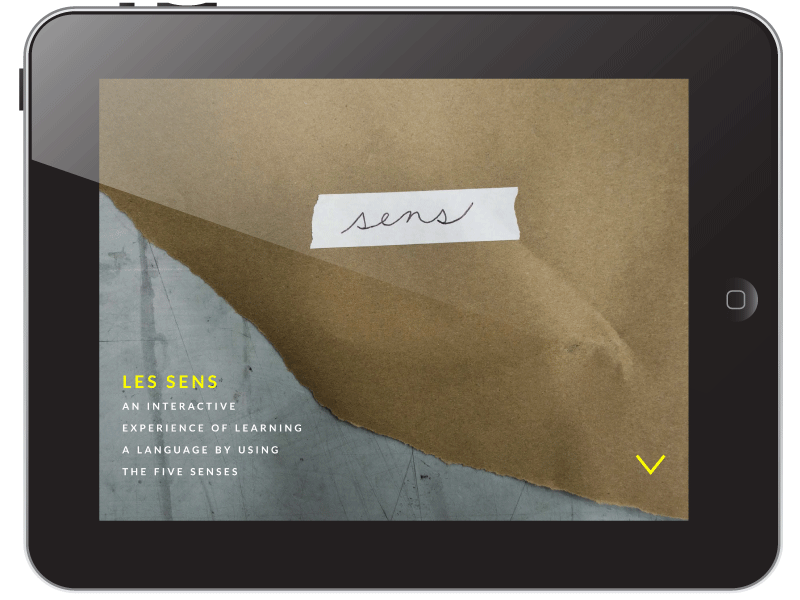 sens
LES SENS
AN INTERACTIVE
EXPERIENCE OF LEARNING
A LANGUAGE BY USING
THE FIVE SENSES